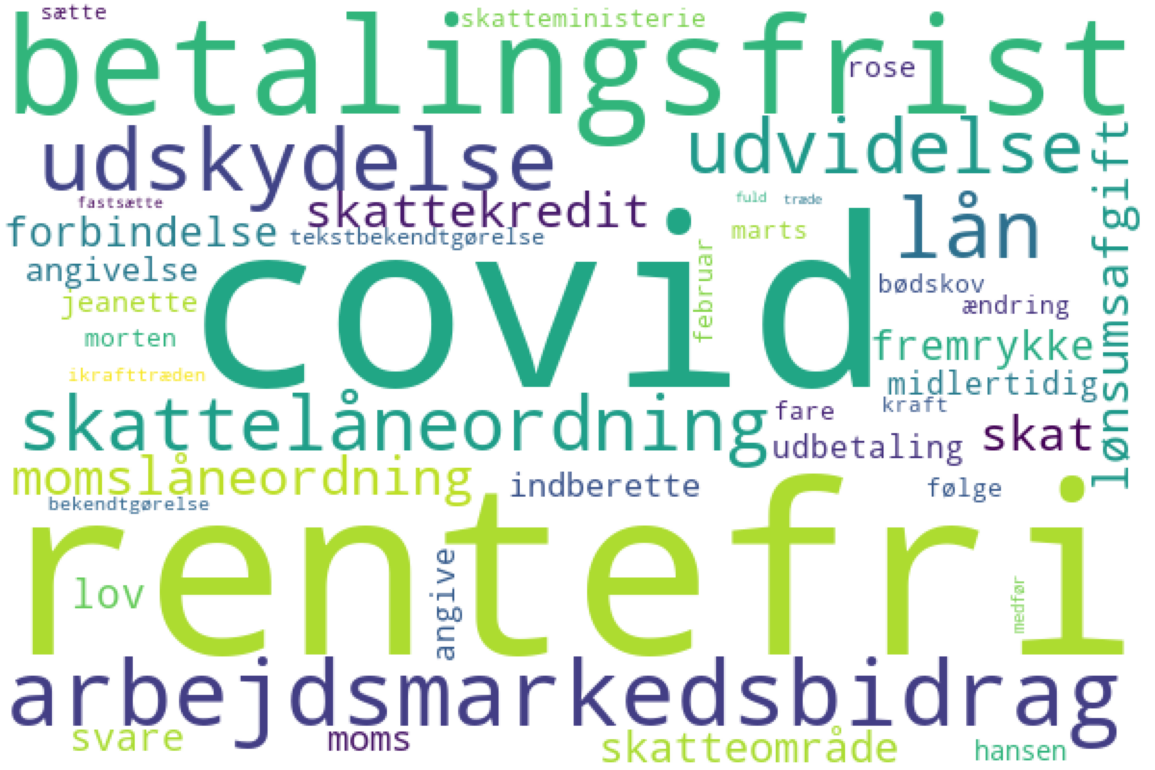 sætte
skatteministerie
betalingsfrist
rose
udskydelse
udvidelse
lønsumsafgift
fastsætte
skattekredit
fuld
træde
lån
forbindelse
tekstbekendtgørelse
marts
angivelse
covid
februar
bødskov
jeanette
ændring
morten
fremrykke
ikrafttræden
midlertidig
skattelåneordning
fare
kraft
udbetaling
skat
momslåneordning
indberette
følge
bekendtgørelse
rentefri
lov
angive
medfør
arbejdsmarkedsbidrag
svare
moms
skatteområde
hansen